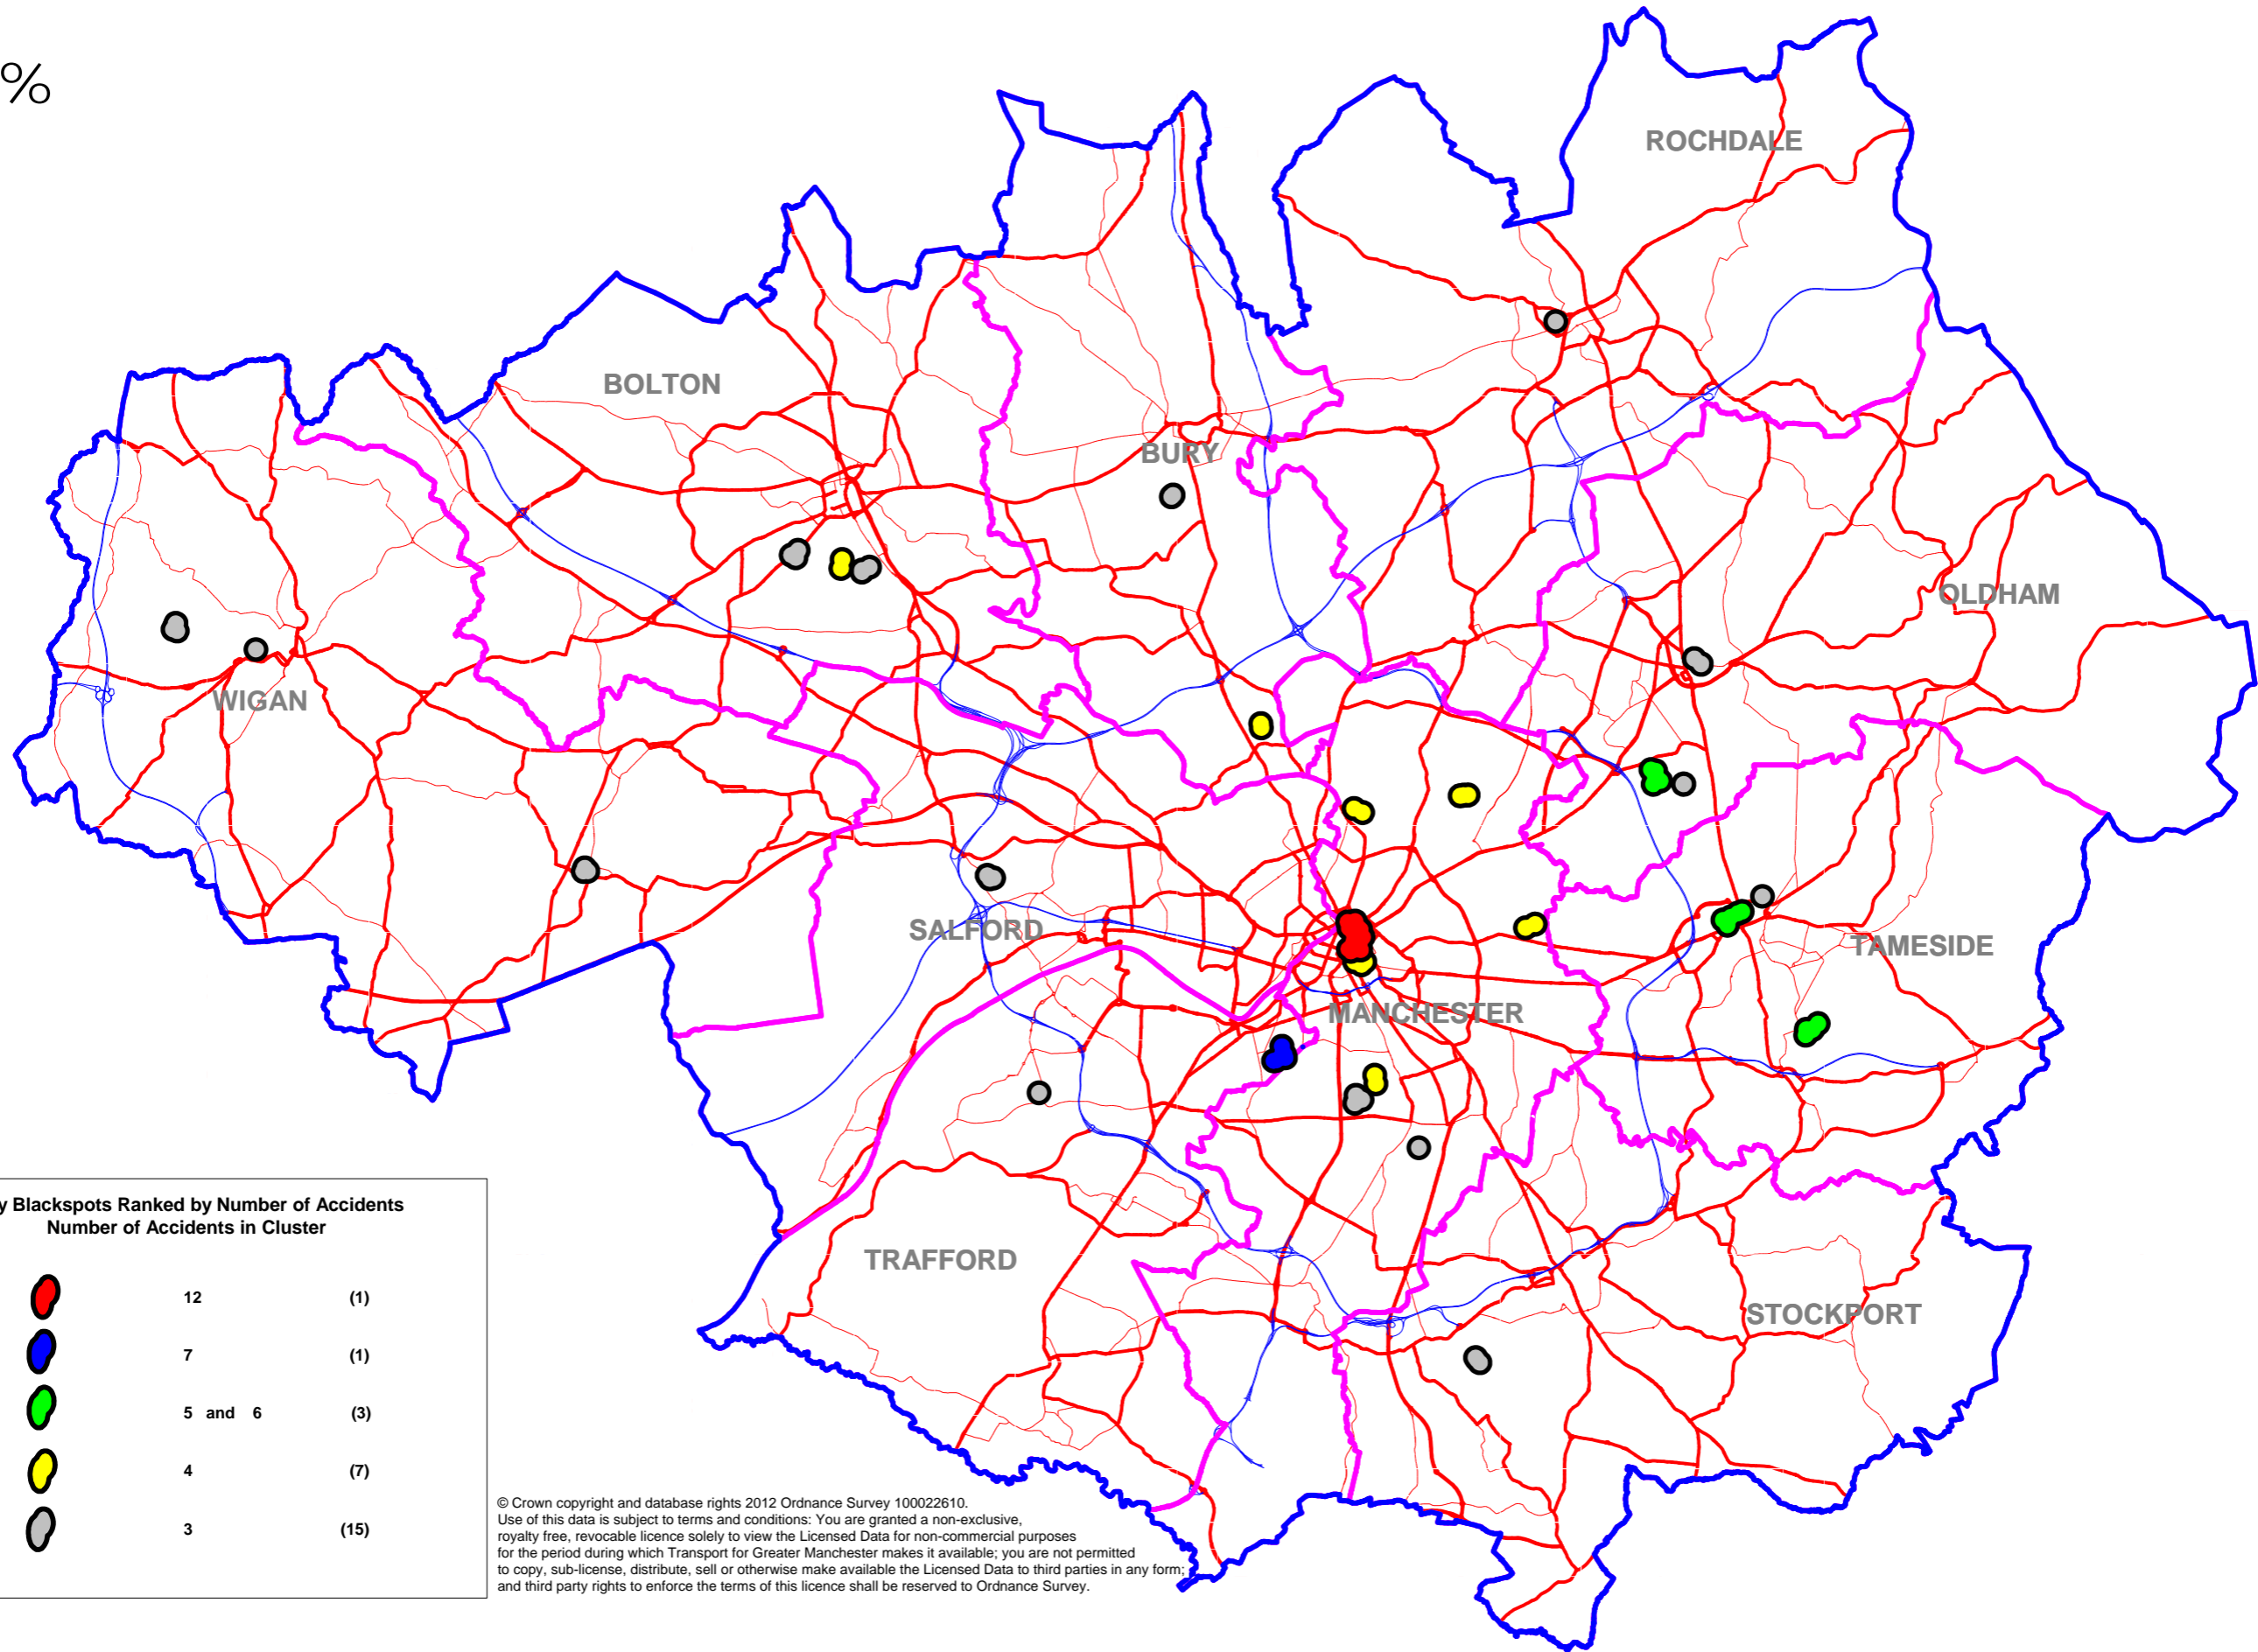 %
ROCHDALE
BOLTON
BURY
OLDHAM
WIGAN
SALFORD
TAMESIDE
MANCHESTER
TRAFFORD
STOCKPORT
y Blackspots Ranked by Number of Accidents
Number of Accidents in Cluster
12 (1)
7 (1)
5 and 6 (3)
4 (7)
3 (15)
© Crown copyright and database rights 2012 Ordnance Survey 100022610.
Use of this data is subject to terms and conditions: You are granted a non-exclusive,
royalty free, revocable licence solely to view the Licensed Data for non-commercial purposes
for the period during which Transport for Greater Manchester makes it available; you are not permitted
to copy, sub-license, distribute, sell or otherwise make available the Licensed Data to third parties in any form;
and third party rights to enforce the terms of this licence shall be reserved to Ordnance Survey.